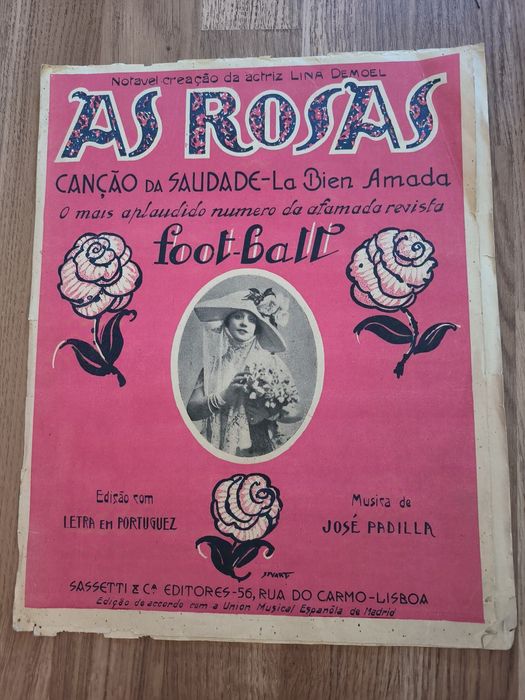 Notavel creação da actriz LINA DEMOEL
AS ROSAS
CANÇÃO DA SAUDADE-La Bien Amada
O mais aplaudido numero da afamada revista
foot-ball
Edição com
LETRA EM PORTUGUEZ
Musica de
JOSÉ PADILLA
STUART
SASSETTI & Cª EDITORES-56, RUA DO CARMO-LISBOA
Edição de acordo com a Union Musical Española de Madrid